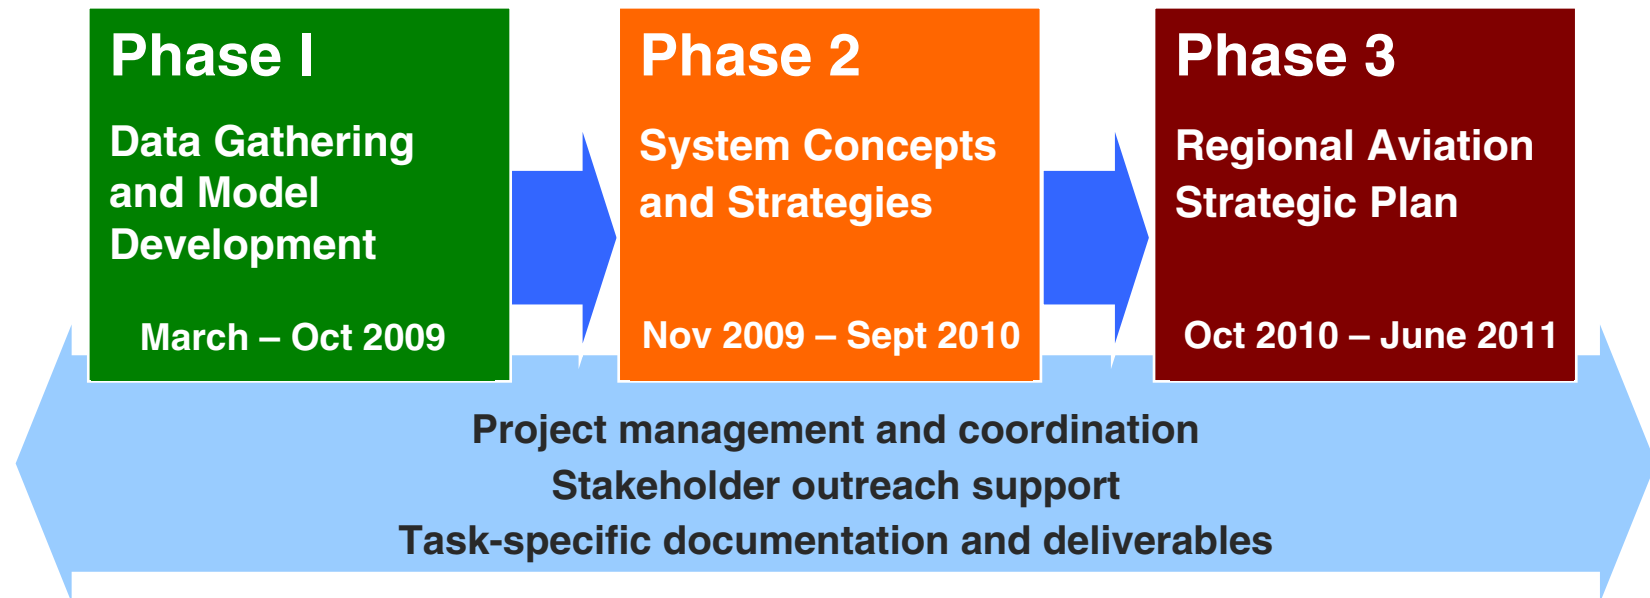 Phase I
Data Gathering
and Model
Development
March – Oct 2009
Phase 2
System Concepts
and Strategies
Nov 2009 – Sept 2010
Phase 3
Regional Aviation
Strategic Plan
Oct 2010 – June 2011
Project management and coordination
Stakeholder outreach support
Task-specific documentation and deliverables